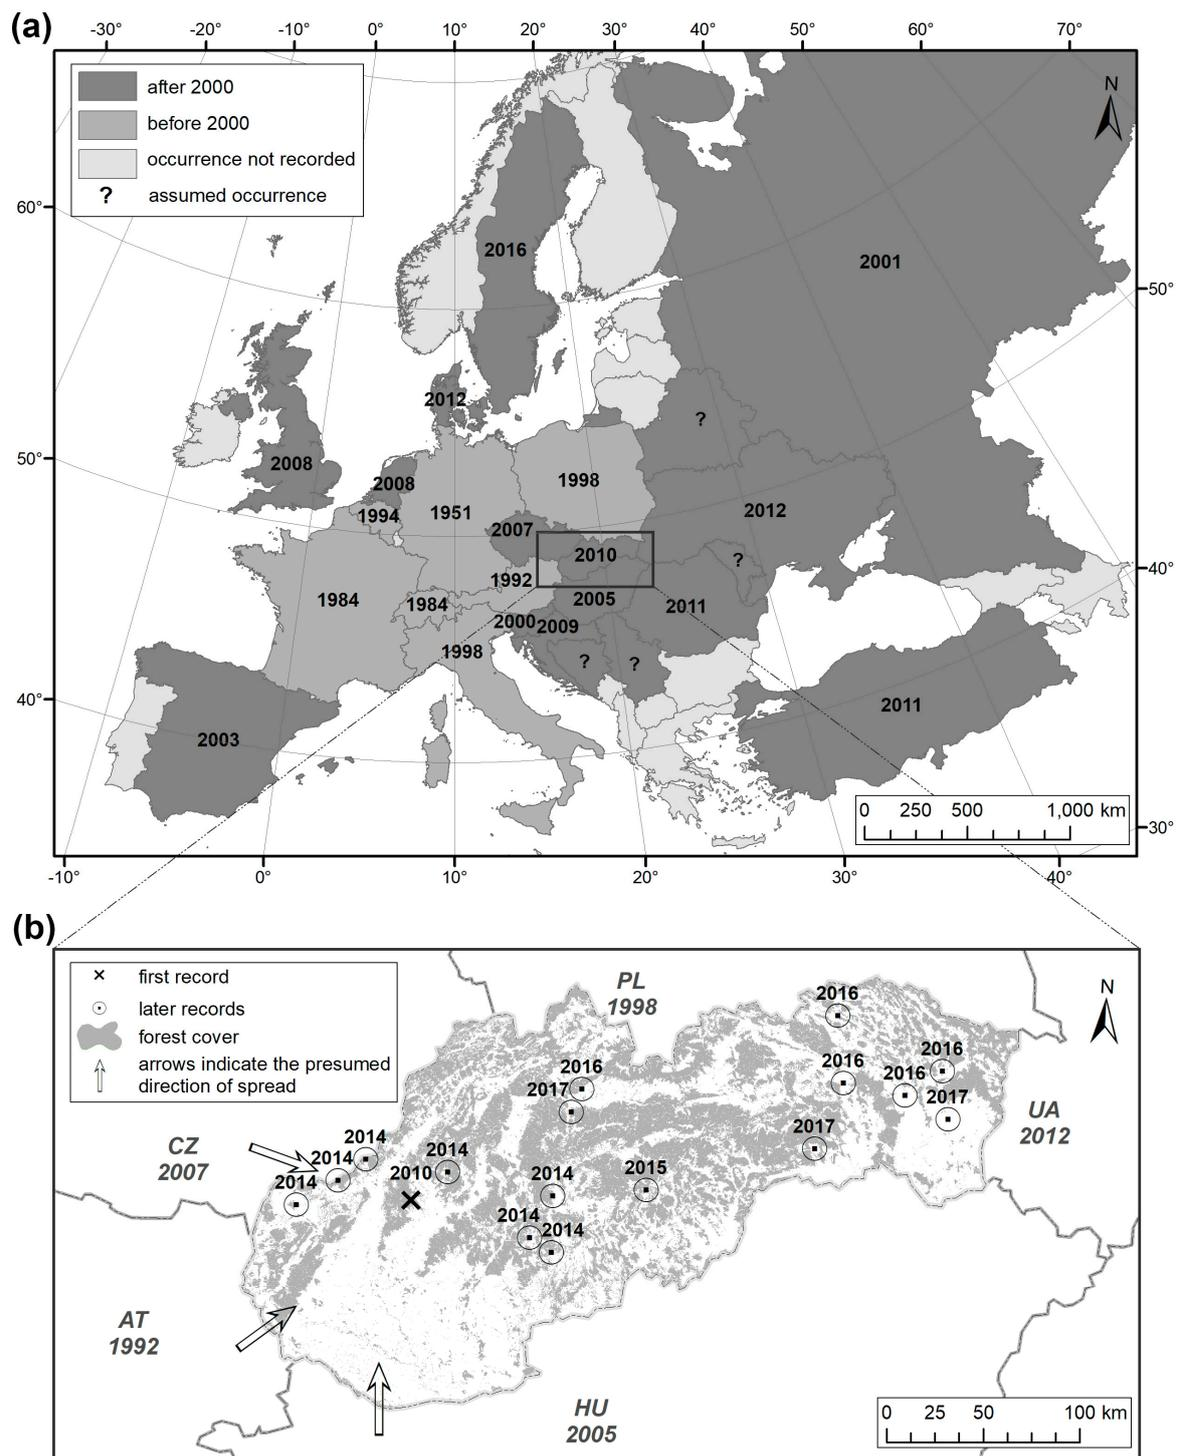 (a)
-30° -20° -10° 0° 10° 20° 30° 40° 50° 60° 70°
after 2000
before 2000
occurrence not recorded
? assumed occurrence
N
60°
50°
40°
50°
40°
30°
2016
2001
2012
?
2008
2008
1998
1994
1951
2012
2007
2010
?
1992
1984
1984
2005
2011
2000
2009
1998
?
?
2011
2003
0 250 500 1,000 km
-10° 0° 10° 20° 30° 40°
(b)
first record
later records
forest cover
arrows indicate the presumed
direction of spread
N
PL
1998
2016
2016
2016
2016
2017
2016
2017
UA
2012
CZ
2007
2014
2014
2014
2014
2010
2014
2015
2017
2014
2014
AT
1992
HU
2005
0 25 50 100 km